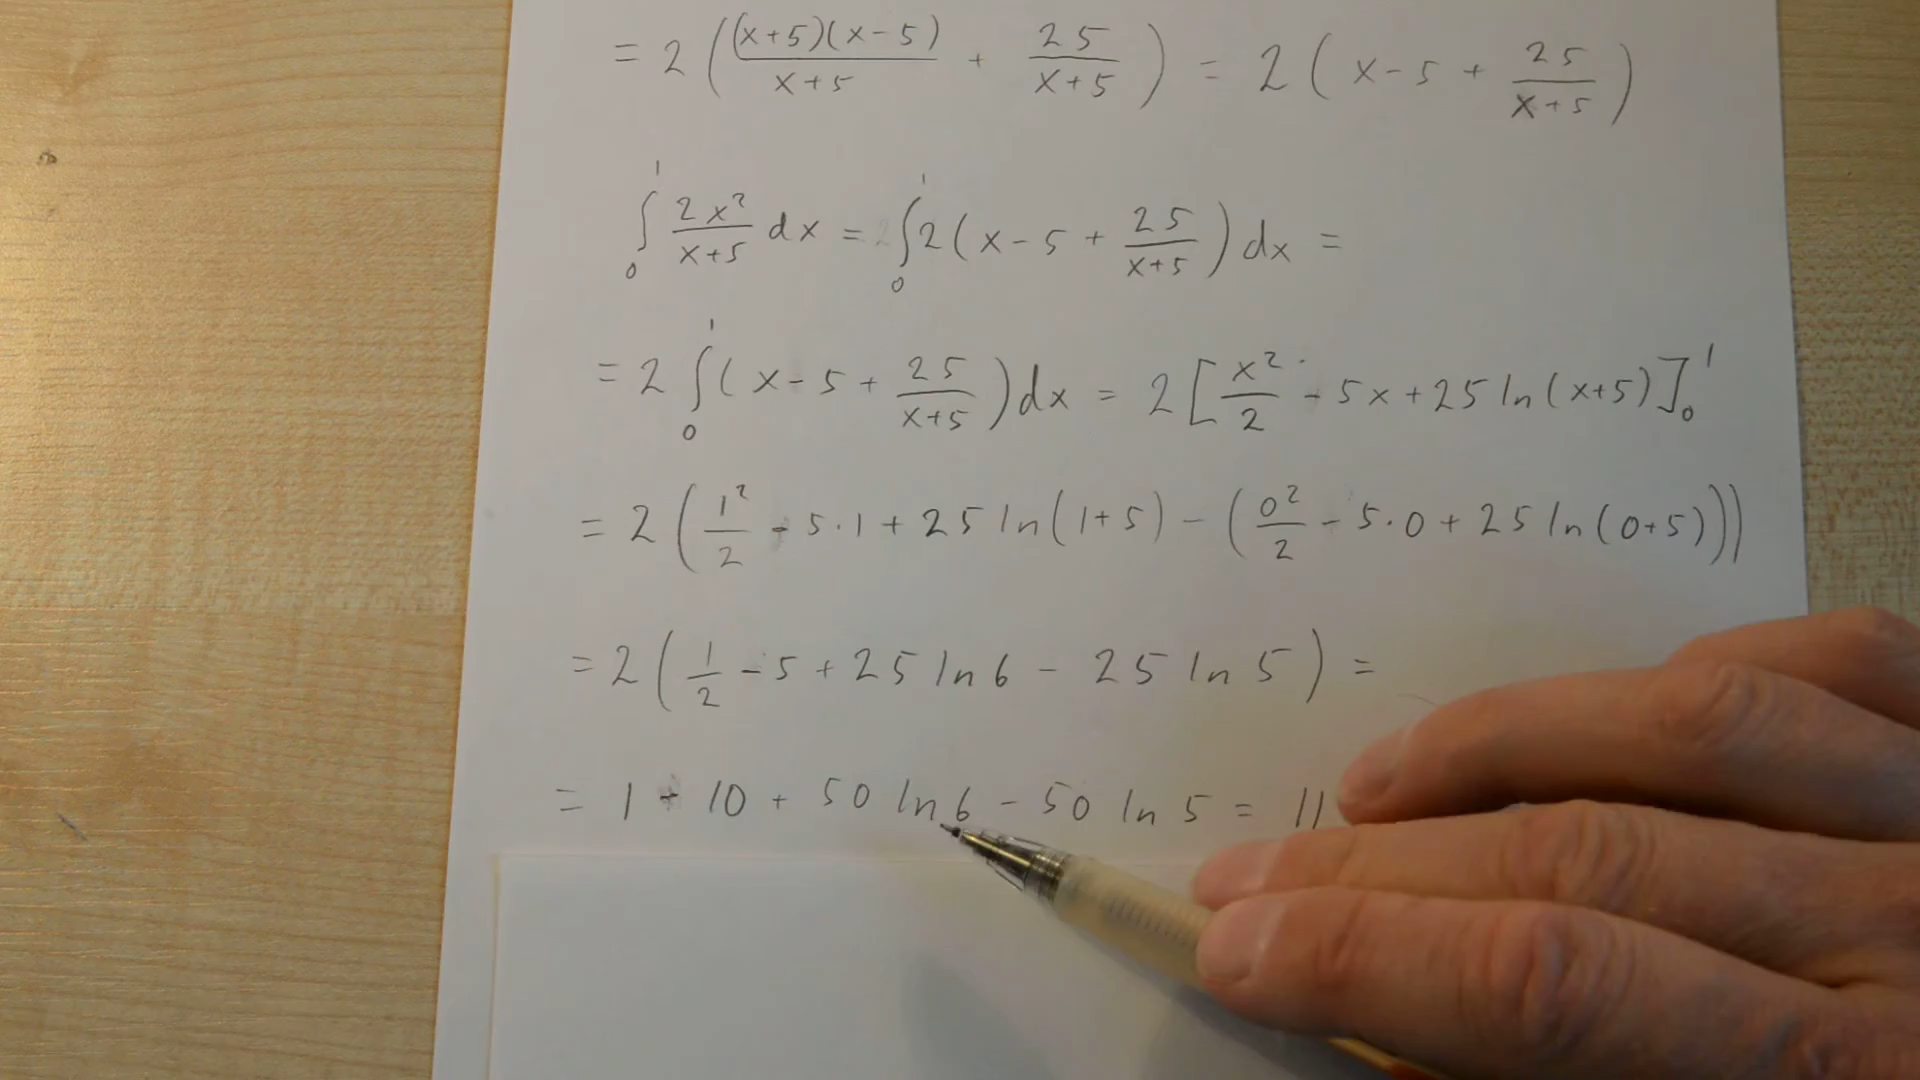 = 2 ( (x+5)(x-5) / x+5 + 25 / x+5 ) = 2 ( x-5 + 25 / x+5 )
∫₀¹ 2x² / x+5 dx = ∫₀¹ 2 ( x-5 + 25 / x+5 ) dx =
= 2 ∫₀¹ ( x-5 + 25 / x+5 ) dx = 2 [ x² / 2 - 5x + 25 ln(x+5) ]₀¹
= 2 ( 1² / 2 - 5·1 + 25 ln(1+5) - ( 0² / 2 - 5·0 + 25 ln(0+5) ) )
= 2 ( 1 / 2 - 5 + 25 ln 6 - 25 ln 5 ) =
= 1 - 10 + 50 ln 6 - 50 ln 5 = 11